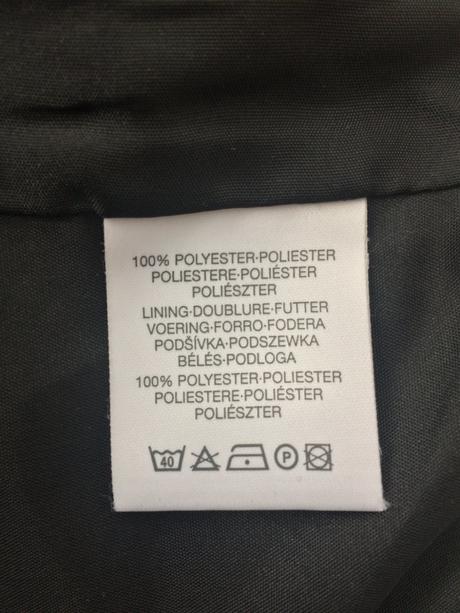 100% POLYESTER·POLIESTER
POLIESTERE·POLIÉSTER
POLIÉSZTER
LINING·DOUBLURE·FUTTER
VOERING·FORRO·FODERA
PODŠÍVKA·PODSZEWKA
BÉLÉS·PODLOGA
100% POLYESTER·POLIESTER
POLIESTERE·POLIÉSTER
POLIÉSZTER
40 P